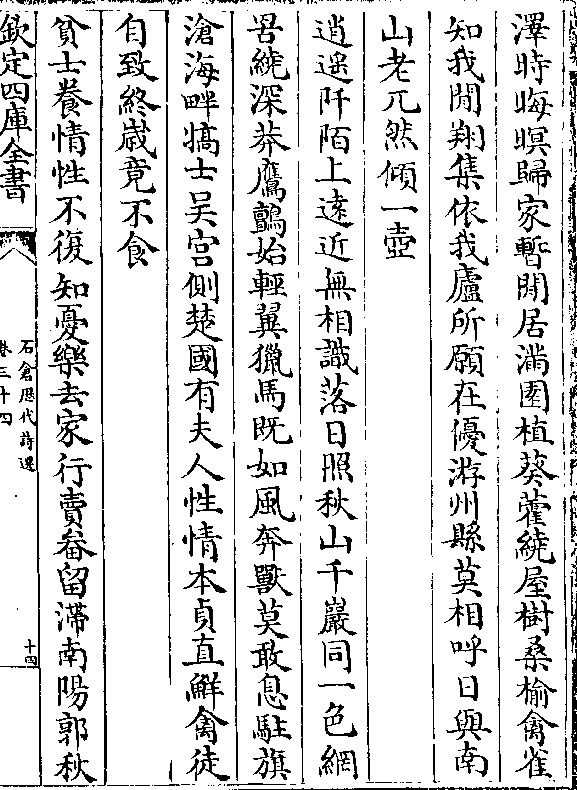 澤時晦暝歸家暫閒居滿園植葵藿繞屋樹桑榆禽雀
知我閒翔集依我廬所願在優游州縣莫相呼日與南
山老兀然傾一壺
逍遥阡陌上遠近無相識落日照秋山千巖同一色網
罟繞深莽鷹鸇始輕翼獵馬既如風奔獸莫敢息駐旗
滄海畔犒士吴宫側楚國有夫人性情本貞直鮮禽徒
自致終歲竟不食
貧士養情性不復知憂樂去家行賣畚留滯南陽郭秋
欽定四庫全書
石倉歷代詩選
卷三十四
十四